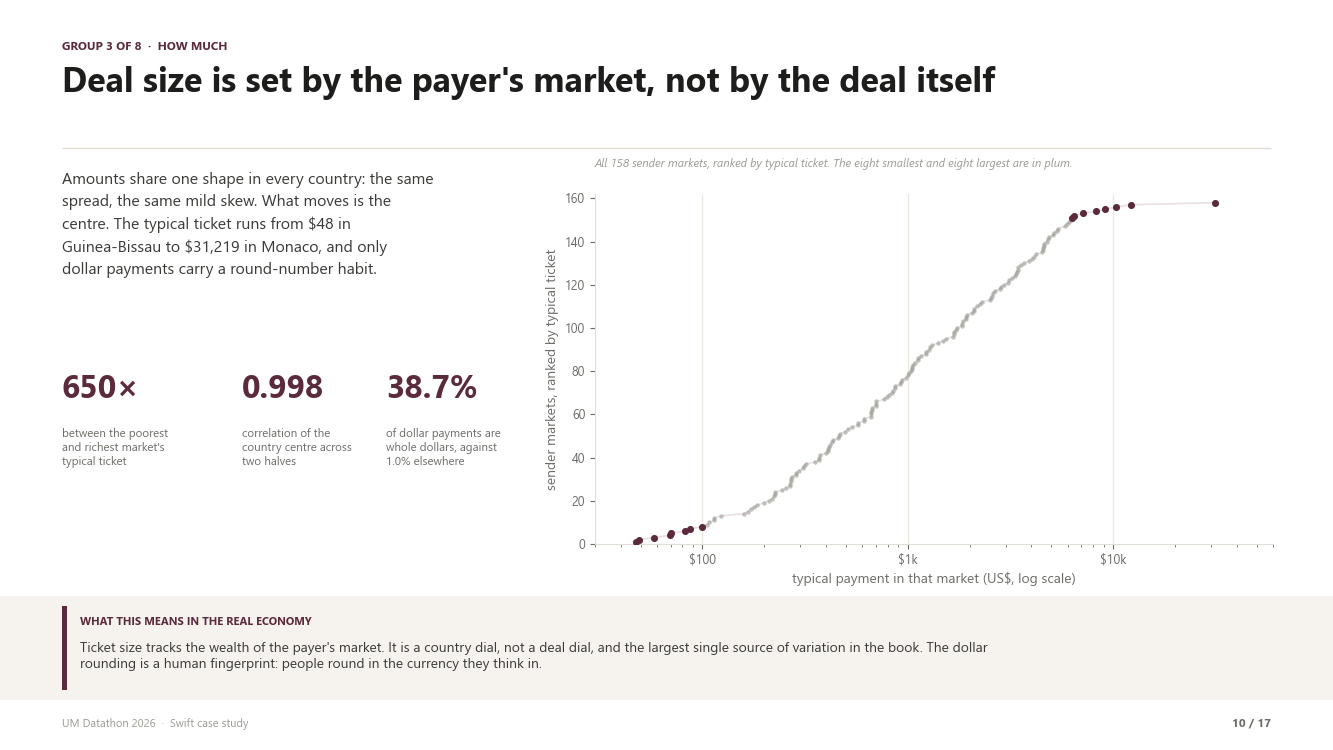 GROUP 3 OF 8 · HOW MUCH
Deal size is set by the payer's market, not by the deal itself
Amounts share one shape in every country: the same
spread, the same mild skew. What moves is the
centre. The typical ticket runs from $48 in
Guinea-Bissau to $31,219 in Monaco, and only
dollar payments carry a round-number habit.
650×
between the poorest
and richest market's
typical ticket
0.998
correlation of the
country centre across
two halves
38.7%
of dollar payments are
whole dollars, against
1.0% elsewhere
All 158 sender markets, ranked by typical ticket. The eight smallest and eight largest are in plum.
sender markets, ranked by typical ticket
160
140
120
100
80
60
40
20
0
$100
$1k
$10k
typical payment in that market (US$, log scale)
WHAT THIS MEANS IN THE REAL ECONOMY
Ticket size tracks the wealth of the payer's market. It is a country dial, not a deal dial, and the largest single source of variation in the book. The dollar
rounding is a human fingerprint: people round in the currency they think in.
UM Datathon 2026 · Swift case study
10 / 17